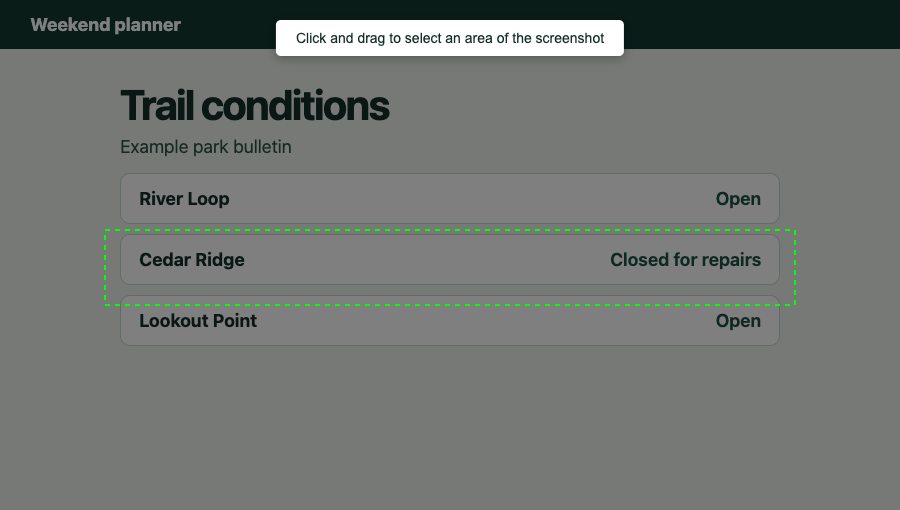 Weekend planner
Click and drag to select an area of the screenshot
Trail conditions
Example park bulletin
River Loop Open
Cedar Ridge Closed for repairs
Lookout Point Open